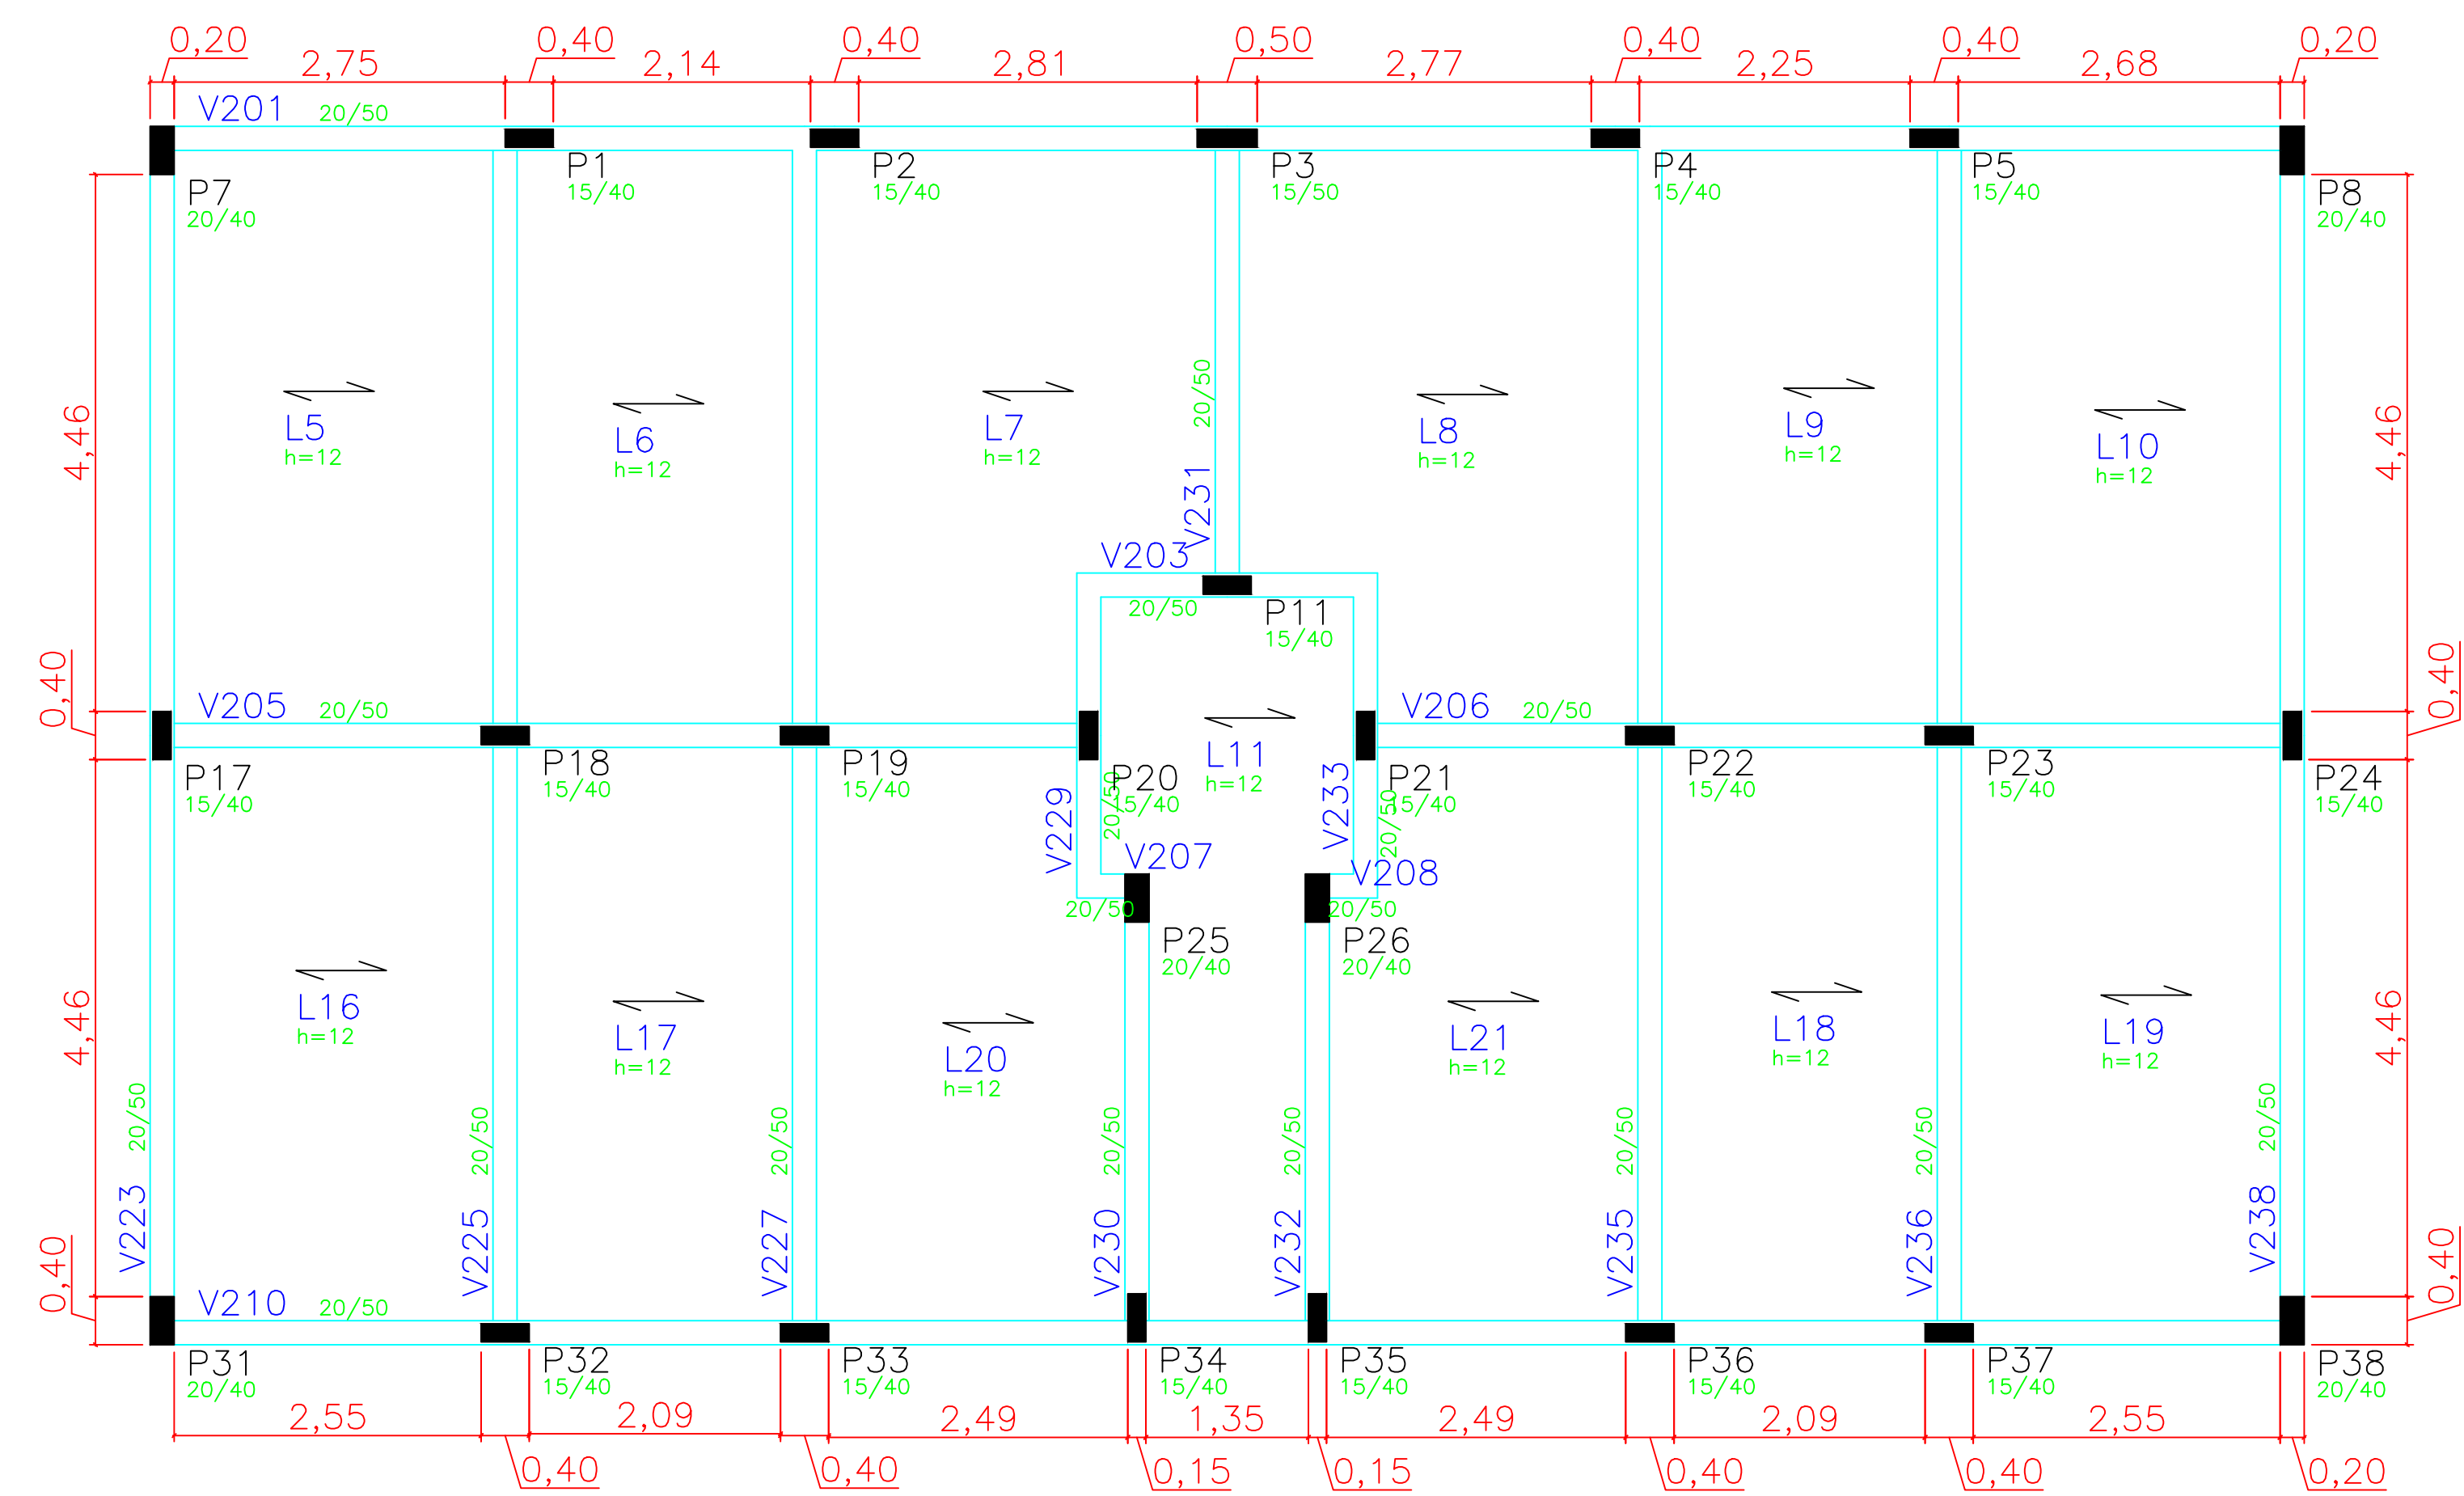 0,20 0,40 0,40 0,50 0,40 0,40 0,20
2,75 2,14 2,81 2,77 2,25 2,68
V201 20/50
P1 P2 P3 P4 P5
15/40 15/40 15/50 15/40 15/40
P7 P8
20/40 20/40
20/50
V231
4,46 4,46
L5 L6 L7 L8 L9 L10
h=12 h=12 h=12 h=12 h=12 h=12
V203
20/50
P11
15/40
0,40 0,40
V205 20/50
V206 20/50
L11
h=12
P17 P18 P19 P20 P21 P22 P23 P24
15/40 15/40 15/40 15/40 15/40 15/40 15/40 15/40
V229 20/50
V233 20/50
V207
20/50
V208
20/50
P25 P26
20/40 20/40
4,46 4,46
L16 L17 L20 L21 L18 L19
h=12 h=12 h=12 h=12 h=12 h=12
20/50 20/50 20/50 20/50 20/50 20/50 20/50 20/50
V223 V225 V227 V230 V232 V235 V236 V238
0,40 0,40
V210 20/50
P31 P32 P33 P34 P35 P36 P37 P38
20/40 15/40 15/40 15/40 15/40 15/40 15/40 20/40
2,55 2,09 2,49 1,35 2,49 2,09 2,55
0,40 0,40 0,15 0,15 0,40 0,40 0,20